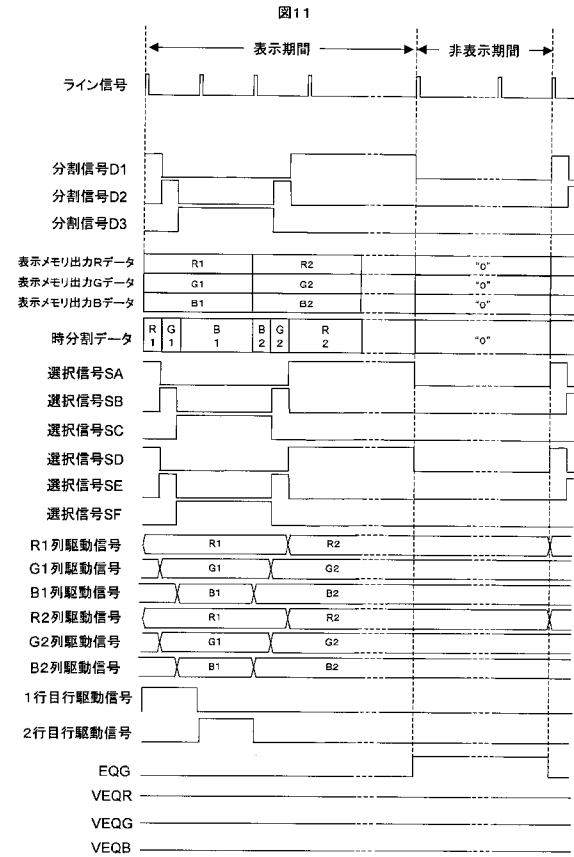 図11
表示期間 非表示期間
ライン信号
分割信号D1
分割信号D2
分割信号D3
表示メモリ出力Rデータ R1 R2 "0"
表示メモリ出力Gデータ G1 G2 "0"
表示メモリ出力Bデータ B1 B2 "0"
時分割データ R1 G1 B1 B2 G2 R2 "0"
選択信号SA
選択信号SB
選択信号SC
選択信号SD
選択信号SE
選択信号SF
R1列駆動信号 R1 R2
G1列駆動信号 G1 G2
B1列駆動信号 B1 B2
R2列駆動信号 R1 R2
G2列駆動信号 G1 G2
B2列駆動信号 B1 B2
1行目行駆動信号
2行目行駆動信号
EQG
VEQR
VEQG
VEQB